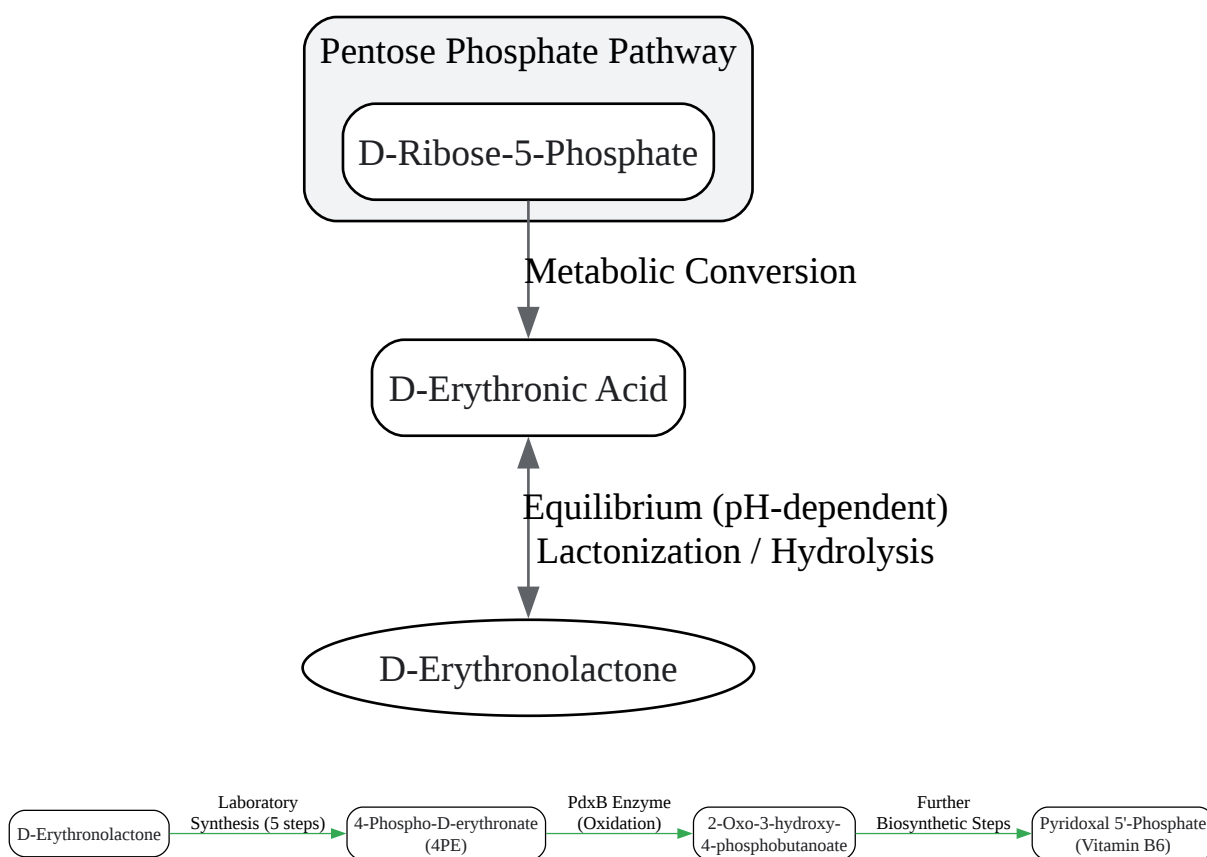 Pentose Phosphate Pathway
D-Ribose-5-Phosphate
Metabolic Conversion
D-Erythronic Acid
Equilibrium (pH-dependent)
Lactonization / Hydrolysis
D-Erythronolactone
D-Erythronolactone
Laboratory
Synthesis (5 steps)
4-Phospho-D-erythronate
(4PE)
PdxB Enzyme
(Oxidation)
2-Oxo-3-hydroxy-
4-phosphobutanoate
Further
Biosynthetic Steps
Pyridoxal 5'-Phosphate
(Vitamin B6)